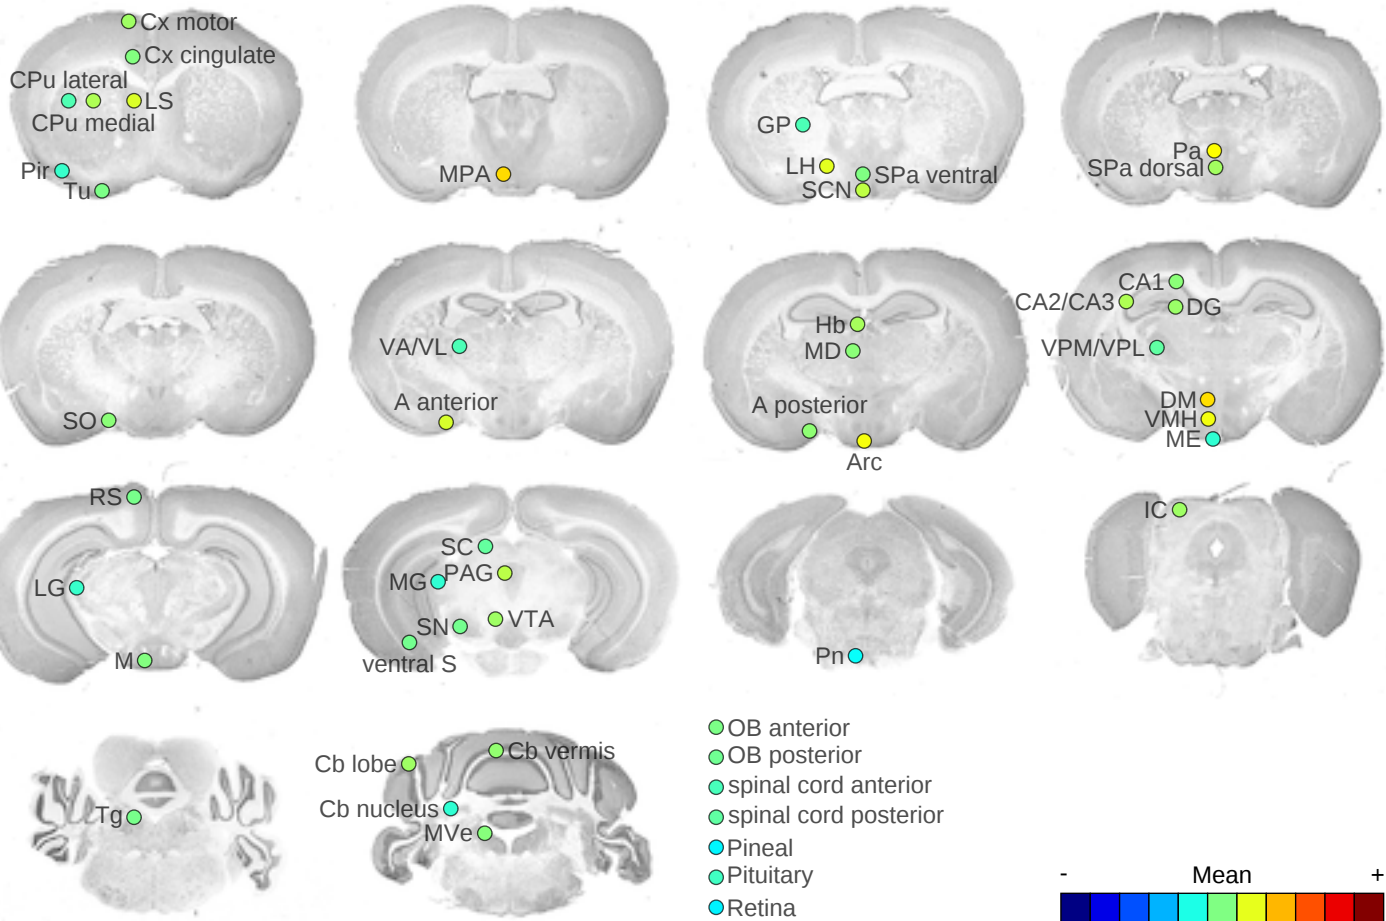 Cx motor
Cx cingulate
CPu lateral
LS
CPu medial
Pir
Tu
MPA
GP
LH
SPa ventral
SCN
Pa
SPa dorsal
SO
VA/VL
A anterior
Hb
MD
A posterior
Arc
CA1
CA2/CA3
DG
VPM/VPL
DM
VMH
ME
RS
LG
M
SC
MG
PAG
SN
VTA
ventral S
Pn
IC
Tg
Cb lobe
Cb vermis
Cb nucleus
MVe
OB anterior
OB posterior
spinal cord anterior
spinal cord posterior
Pineal
Pituitary
Retina
- Mean +